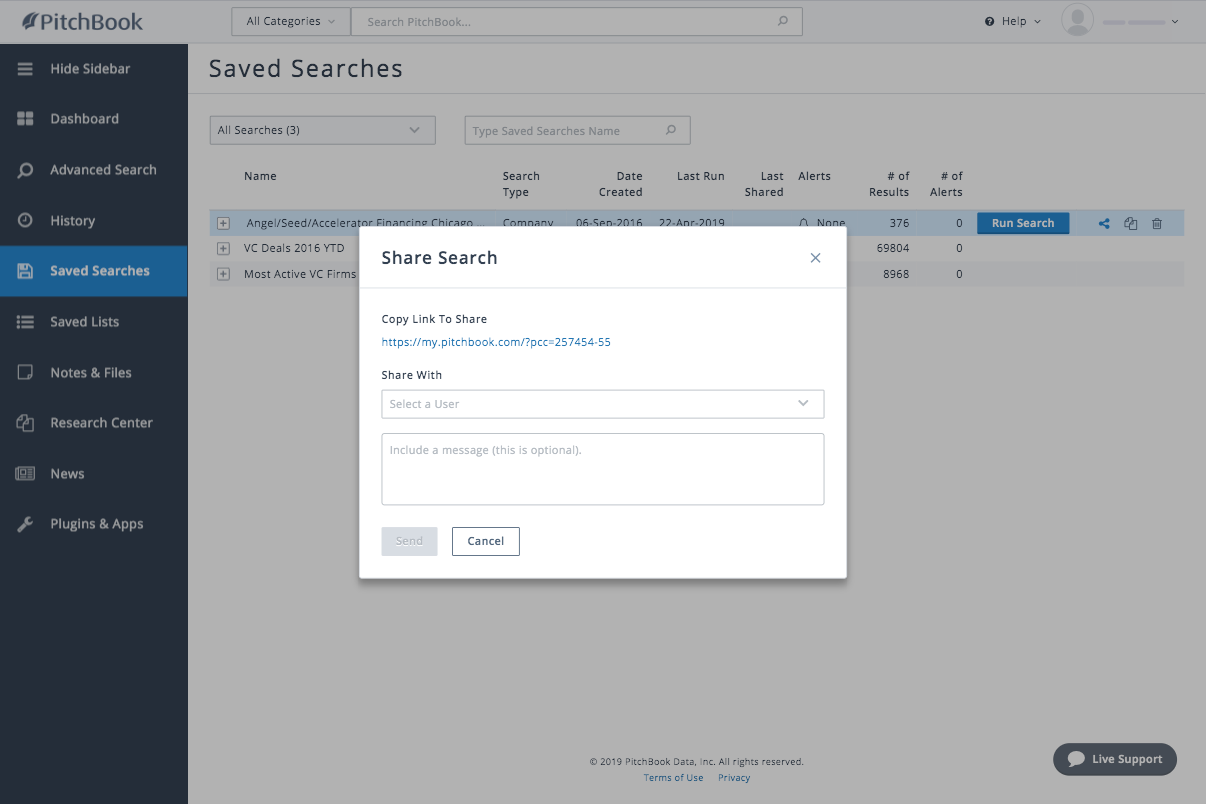 PitchBook
All Categories
Search PitchBook...
Help
Hide Sidebar
Dashboard
Advanced Search
History
Saved Searches
Saved Lists
Notes & Files
Research Center
News
Plugins & Apps
Saved Searches
All Searches (3)
Type Saved Searches Name
Name Search Type Date Created Last Run Last Shared Alerts # of Results # of Alerts
Angel/Seed/Accelerator Financing Chicago ... Company 06-Sep-2016 22-Apr-2019 None 376 0 Run Search
VC Deals 2016 YTD 69804 0
Most Active VC Firms 8968 0
Share Search
Copy Link To Share
https://my.pitchbook.com/?pcc=257454-55
Share With
Select a User
Include a message (this is optional).
Send Cancel
© 2019 PitchBook Data, Inc. All rights reserved.
Terms of Use Privacy
Live Support